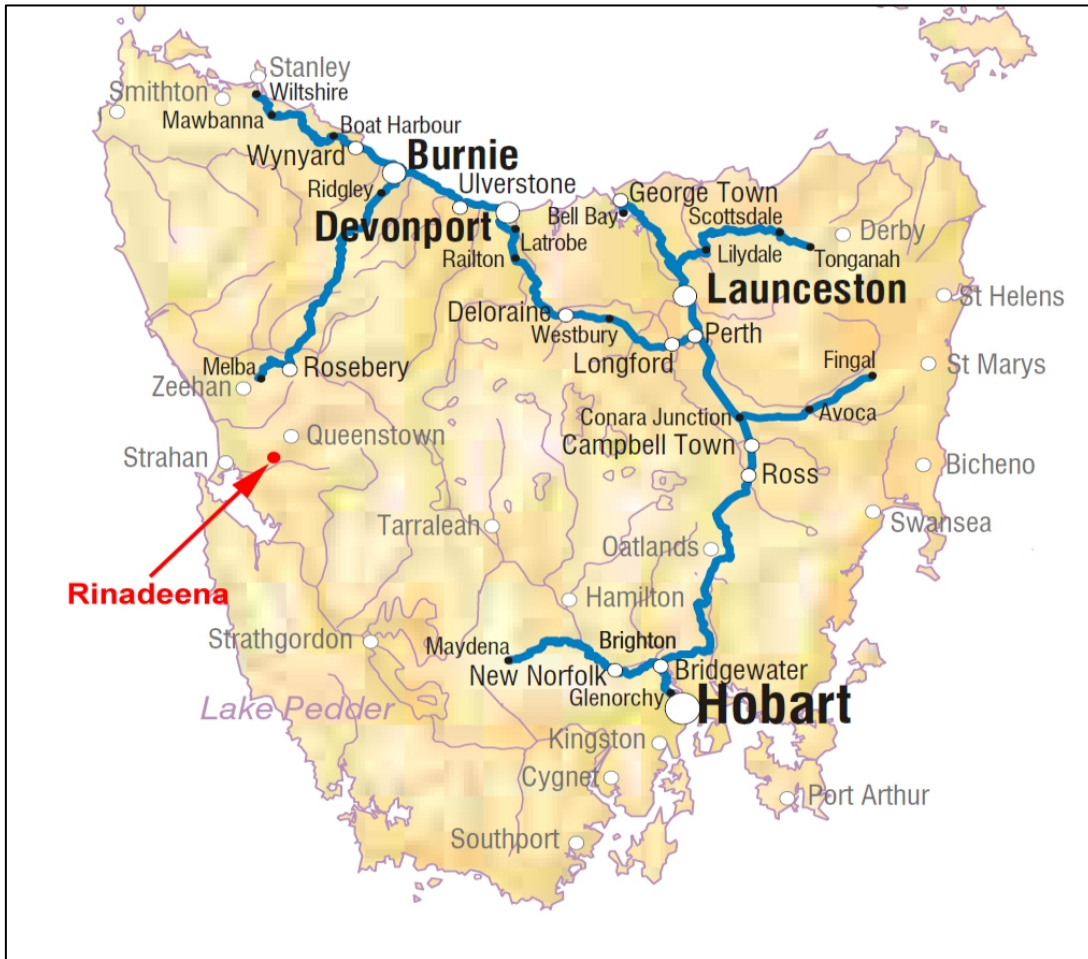 Stanley
Smithton
Wiltshire
Mawbanna
Boat Harbour
Wynyard
Burnie
Ridgley
Ulverstone
Devonport
George Town
Bell Bay
Scottsdale
Derby
Latrobe
Railton
Lilydale
Tonganah
Launceston
St Helens
Deloraine
Westbury
Perth
Longford
Fingal
St Marys
Melba
Rosebery
Zeehan
Conara Junction
Avoca
Queenstown
Campbell Town
Strahan
Ross
Bicheno
Tarraleah
Swansea
Oatlands
Rinadeena
Hamilton
Strathgordon
Maydena
Brighton
New Norfolk
Bridgewater
Glenorchy
Lake Pedder
Hobart
Kingston
Cygnet
Port Arthur
Southport